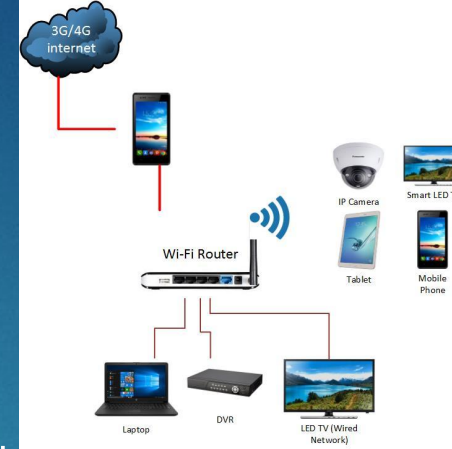 3G/4G
internet
IP Camera
Smart LED
Wi-Fi Router
Tablet
Mobile
Phone
Laptop
DVR
LED TV (Wired
Network)